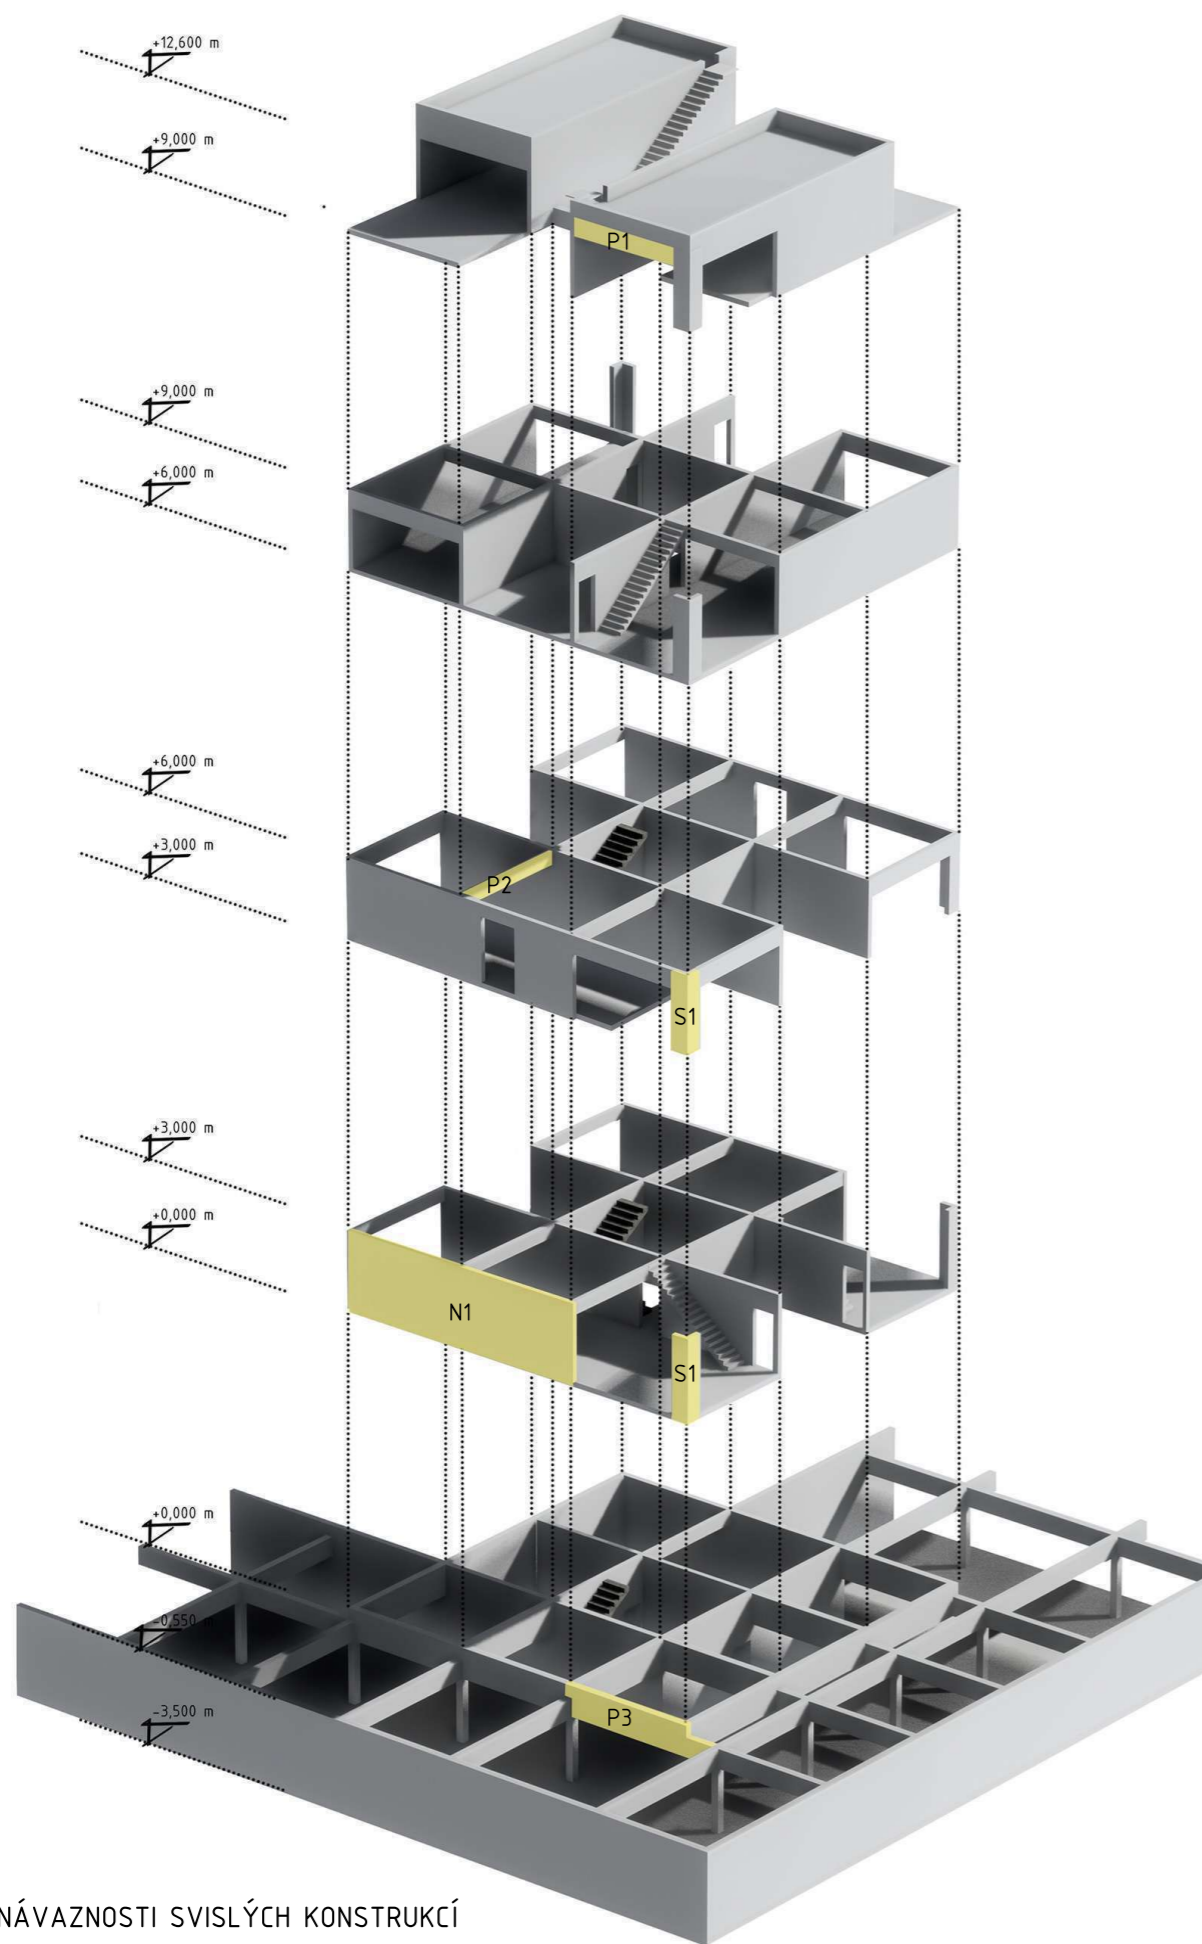 +12,600 m
+9,000 m
P1
+9,000 m
+6,000 m
+6,000 m
+3,000 m
P2
S1
+3,000 m
+0,000 m
N1
S1
+0,000 m
-0,550 m
-3,500 m
P3
NÁVAZNOSTI SVISLÝCH KONSTRUKCÍ